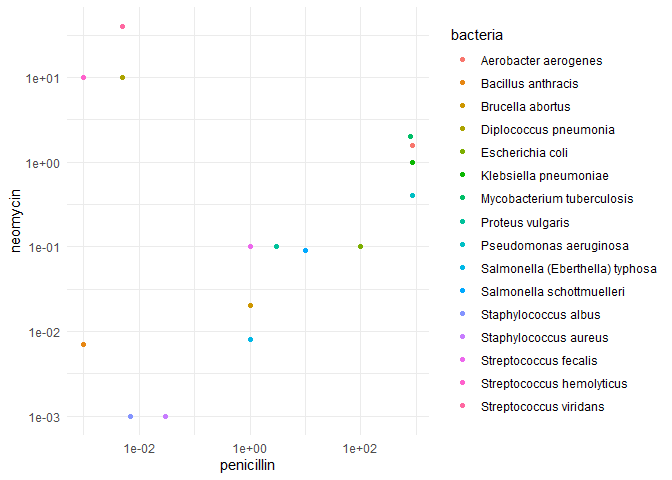 neomycin
1e+01
1e+00
1e-01
1e-02
1e-03
1e-02
1e+00
1e+02
penicillin
bacteria
Aerobacter aerogenes
Bacillus anthracis
Brucella abortus
Diplococcus pneumonia
Escherichia coli
Klebsiella pneumoniae
Mycobacterium tuberculosis
Proteus vulgaris
Pseudomonas aeruginosa
Salmonella (Eberthella) typhosa
Salmonella schottmuelleri
Staphylococcus albus
Staphylococcus aureus
Streptococcus fecalis
Streptococcus hemolyticus
Streptococcus viridans